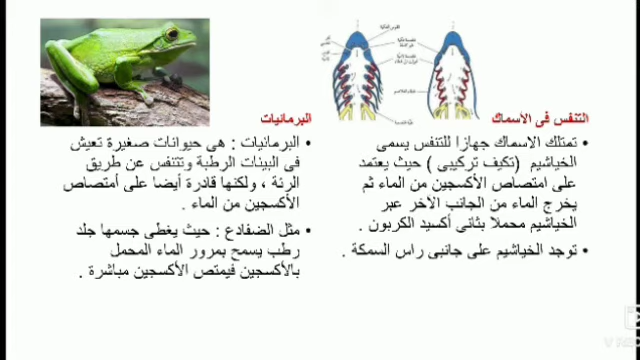 التنفس فى الأسماك
• تمتلك الاسماك جهازا للتنفس يسمى
الخياشيم (تكيف تركيبى) حيث يعتمد
على امتصاص الأكسجين من الماء ثم
يخرج الماء من الجانب الآخر عبر
الخياشيم محملا بثانى أكسيد الكربون .
• توجد الخياشيم على جانبى راس السمكة .
البرمائيات
• البرمائيات : هى حيوانات صغيرة تعيش
فى البيئات الرطبة وتتنفس عن طريق
الرئة ، ولكنها قادرة أيضا على أمتصاص
الأكسجين من الماء .
• مثل الضفادع : حيث يغطى جسمها جلد
رطب يسمح بمرور الماء المحمل
بالأكسجين فيمتص الأكسجين مباشرة .